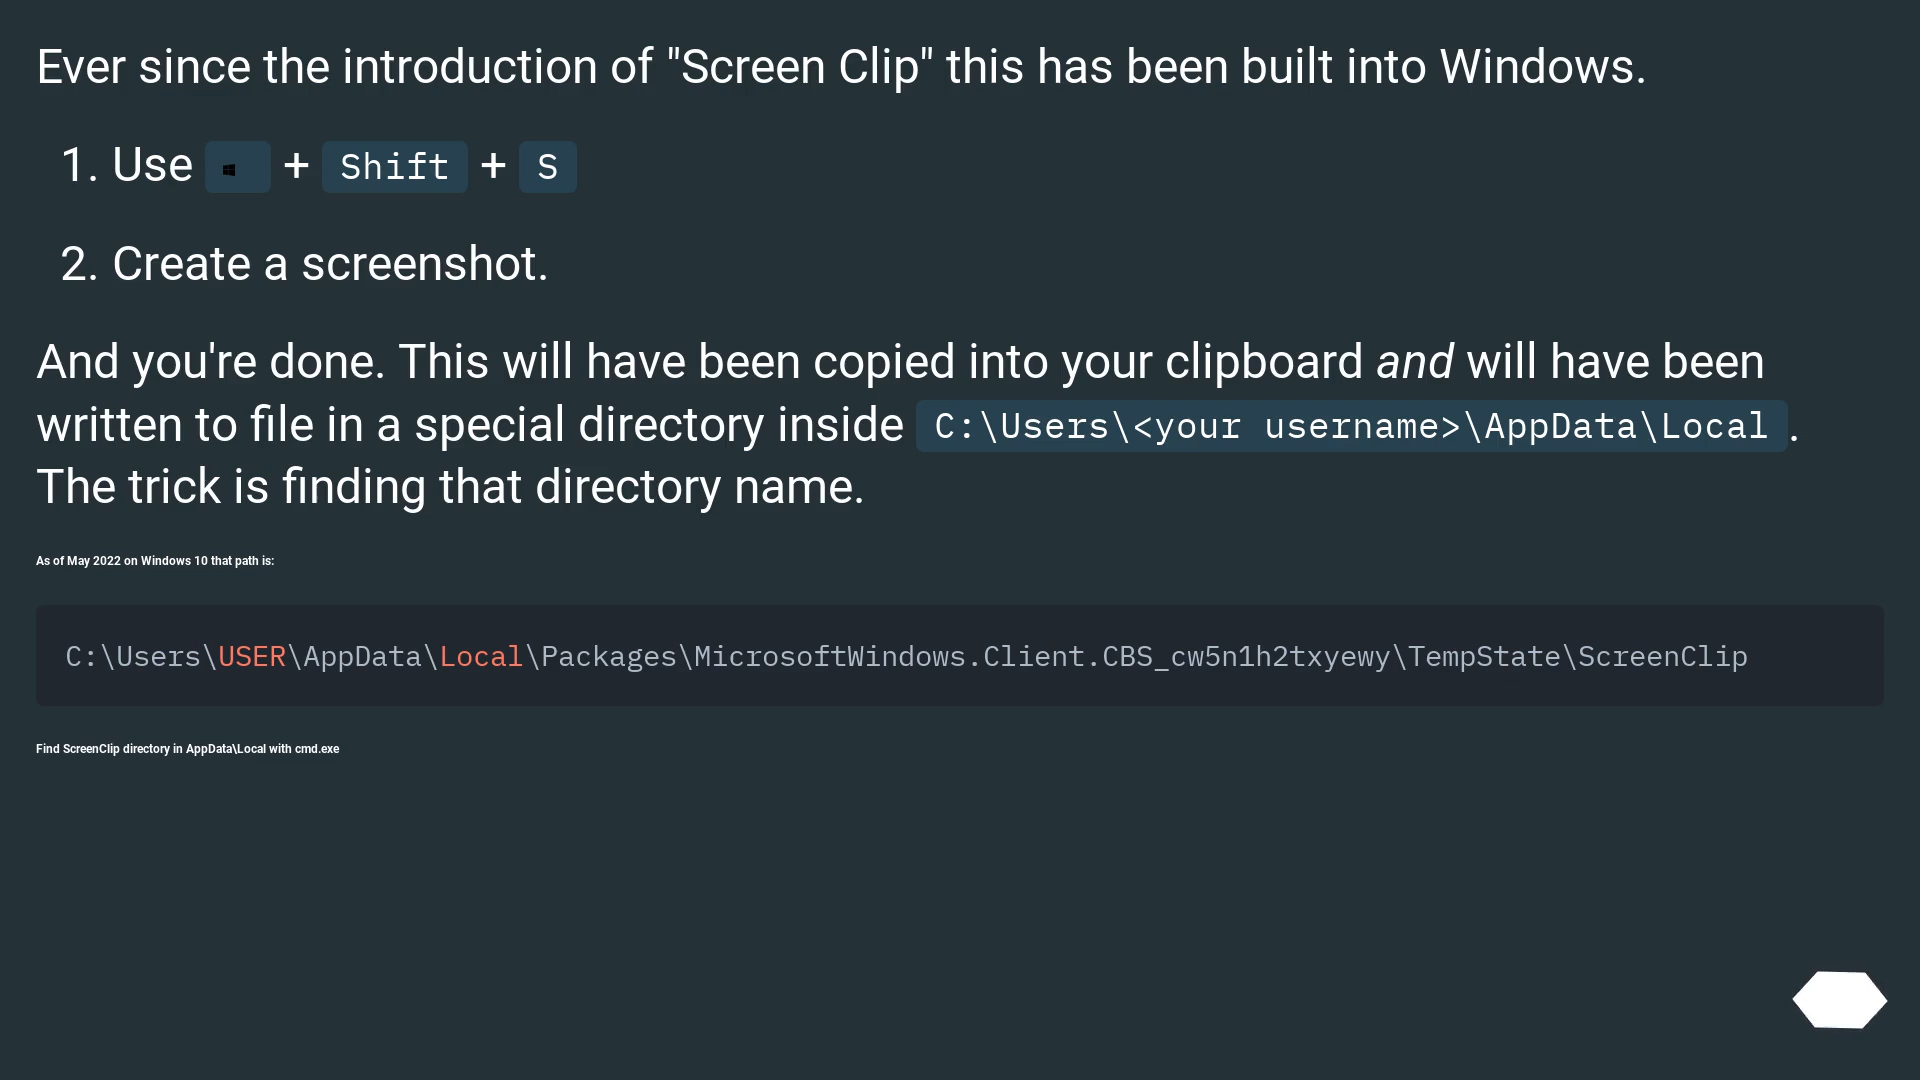 Ever since the introduction of "Screen Clip" this has been built into Windows.
1. Use + Shift + S
2. Create a screenshot.
And you're done. This will have been copied into your clipboard and will have been
written to file in a special directory inside C:\Users\<your username>\AppData\Local.
The trick is finding that directory name.
As of May 2022 on Windows 10 that path is:
C:\Users\USER\AppData\Local\Packages\MicrosoftWindows.Client.CBS_cw5n1h2txyewy\TempState\ScreenClip
Find ScreenClip directory in AppData\Local with cmd.exe